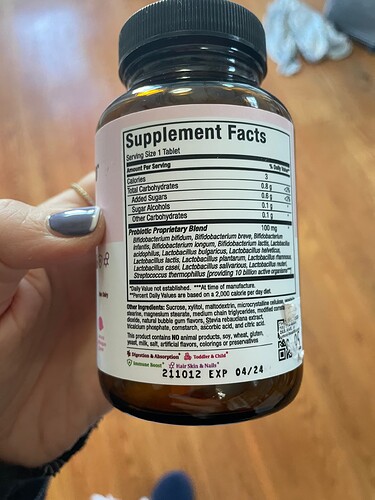 Supplement Facts
Serving Size 1 Tablet
Amount Per Serving % Daily Value*
Calories 3
Total Carbohydrates 0.8 g <1%
Added Sugars 0.6 g <1%
Sugar Alcohols 0.1 g
Other Carbohydrates 0.1 g
Probiotic Proprietary Blend 100 mg
Bifidobacterium bifidum, Bifidobacterium breve, Bifidobacterium
infantis, Bifidobacterium longum, Bifidobacterium lactis, Lactobacillus
acidophilus, Lactobacillus bulgaricus, Lactobacillus helveticus,
Lactobacillus lactis, Lactobacillus plantarum, Lactobacillus rhamnosus,
Lactobacillus casei, Lactobacillus salivarious, Lactobacillus reuteri,
Streptococcus thermophilus (providing 10 billion active organisms***)
*Daily Value not Established. ***At time of manufacture.
**Percent Daily Values are based on a 2,000 calorie per day diet.
Other Ingredients: Sucrose, xylitol, maltodextrin, microcrystalline cellulose,
stearine, magnesium stearate, medium chain triglycerides, modified
dioxide, natural bubble gum flavors, Stevia rebaudiana extract,
tricalcium phosphate, cornstarch, ascorbic acid, and citric acid.
This product contains NO animal products, soy, wheat, gluten,
yeast, milk, salt, artificial flavors, colorings or preservatives
Digestion & Absorption* Toddler & Child*
Immune Boost* Hair Skin & Nails*
211012 EXP 04/24